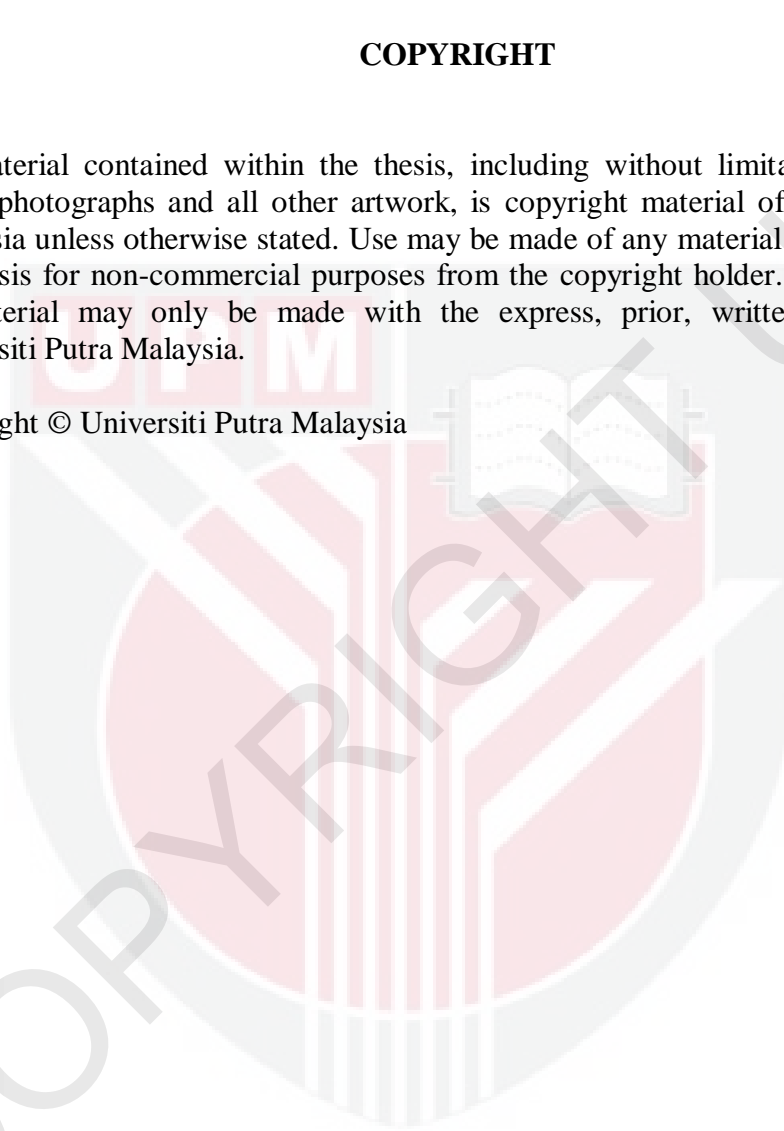 COPYRIGHT
aterial contained within the thesis, including without limita
photographs and all other artwork, is copyright material of
sia unless otherwise stated. Use may be made of any material
sis for non-commercial purposes from the copyright holder.
terial may only be made with the express, prior, writte
siti Putra Malaysia.
UPM
ght © Universiti Putra Malaysia
OPYRIGHT U